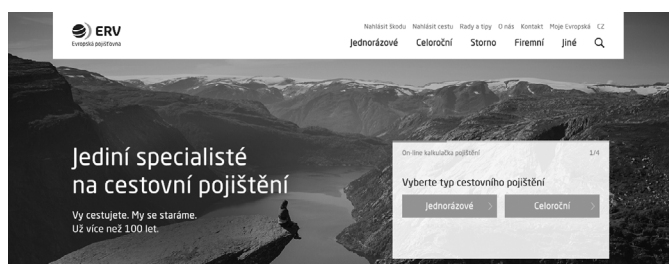 ERV
Evropská pojišťovna
Nahlásit škodu Nahlásit cestu Rady a tipy O nás Kontakt Moje Evropská CZ
Jednorázové Celoroční Storno Firemní Jiné
Jediní specialisté
na cestovní pojištění
Vy cestujete. My se staráme.
Už více než 100 let.
On-line kalkulačka pojištění 1/4
Vyberte typ cestovního pojištění
Jednorázové Celoroční